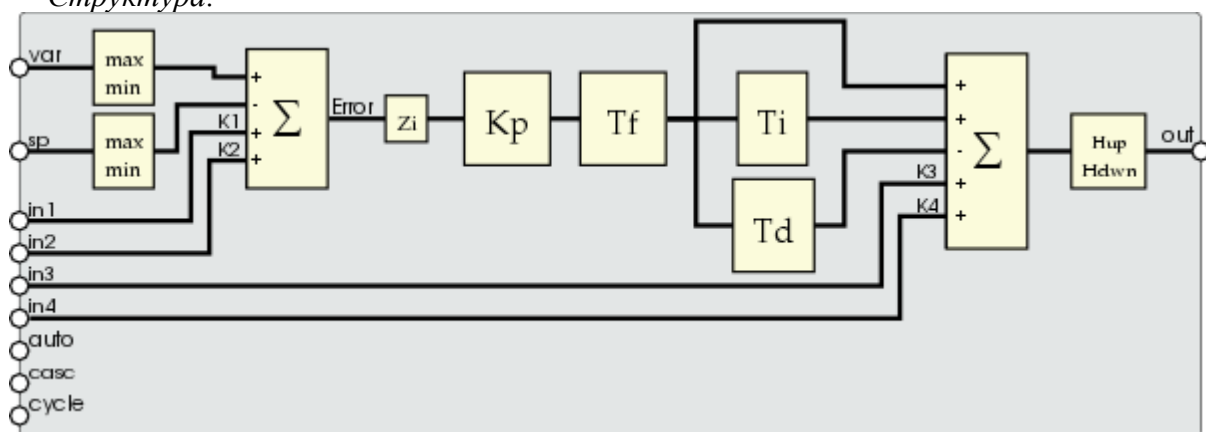 Структура:
var
max
min
sp
max
min
in1
in2
in3
in4
auto
casc
cycle
K1
K2
+
-
+
+
Σ
Error
Zi
Kp
Tf
Ti
Td
K3
K4
+
+
-
+
+
Σ
Hup
Hdwn
out